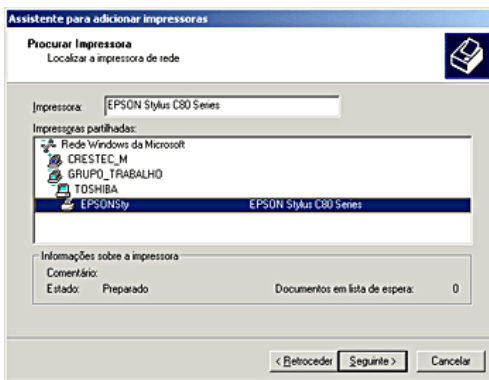 Assistente para adicionar impressoras
Procurar Impressora
Localizar a impressora de rede
Impressora: EPSON Stylus C80 Series
Impressoras partilhadas:
Rede Windows da Microsoft
CRESTEC_M
GRUPO_TRABALHO
TOSHIBA
EPSONSty EPSON Stylus C80 Series
Informações sobre a impressora
Comentário:
Estado: Preparado Documentos em lista de espera: 0
< Retroceder Seguinte > Cancelar